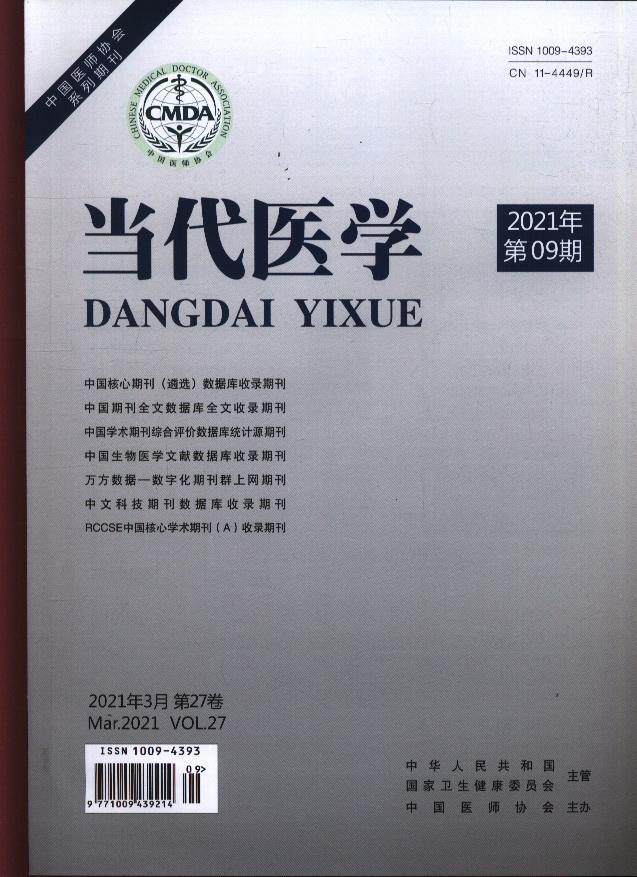 中国医师协会
系列期刊
CHINESE MEDICAL DOCTOR ASSOCIATION
CMDA
中国医师协会
ISSN 1009-4393
CN 11-4449/R
当代医学
DANGDAI YIXUE
2021年
第09期
中国核心期刊（遴选）数据库收录期刊
中国期刊全文数据库全文收录期刊
中国学术期刊综合评价数据库统计源期刊
中国生物医学文献数据库收录期刊
万方数据—数字化期刊群上网期刊
中文科技期刊数据库收录期刊
RCCSE中国核心学术期刊（A）收录期刊
2021年3月 第27卷
Mar.2021 VOL.27
ISSN 1009-4393
09>
9 771009 439214
中华人民共和国
国家卫生健康委员会 主管
中国医师协会 主办